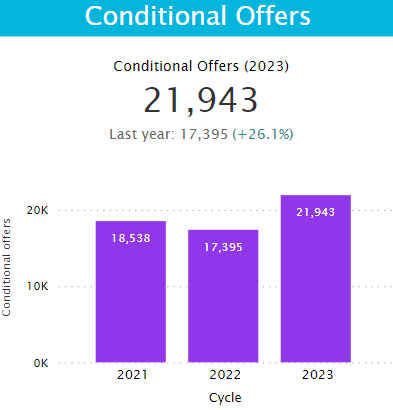 Conditional Offers
Conditional Offers (2023)
21,943
Last year: 17,395 (+26.1%)
Conditional offers
20K
10K
0K
18,538
17,395
21,943
2021
2022
2023
Cycle